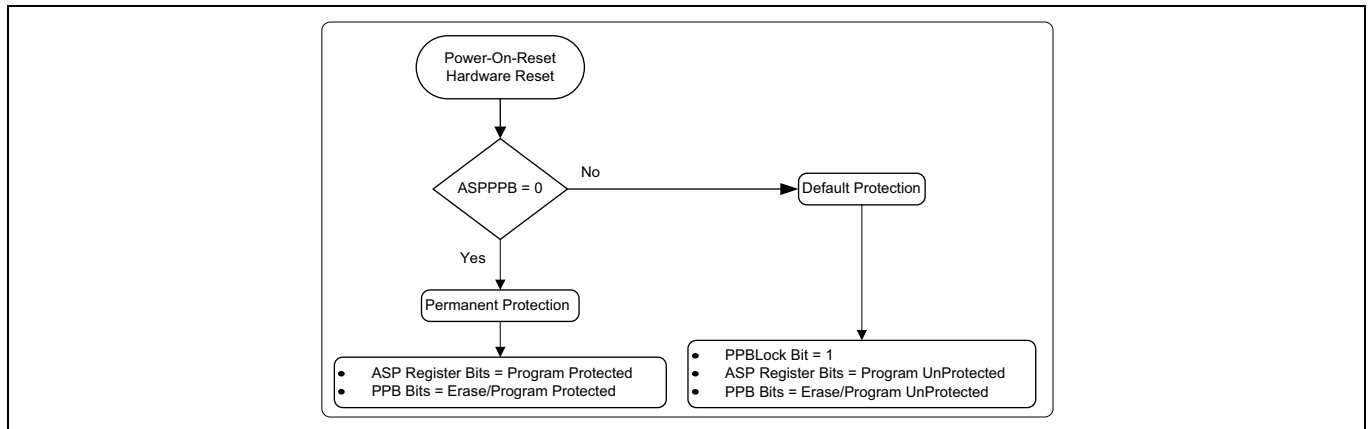 Power-On-Reset
Hardware Reset
ASPPPB = 0
No
Default Protection
Yes
Permanent Protection
• ASP Register Bits = Program Protected
• PPB Bits = Erase/Program Protected
• PPBLock Bit = 1
• ASP Register Bits = Program UnProtected
• PPB Bits = Erase/Program UnProtected